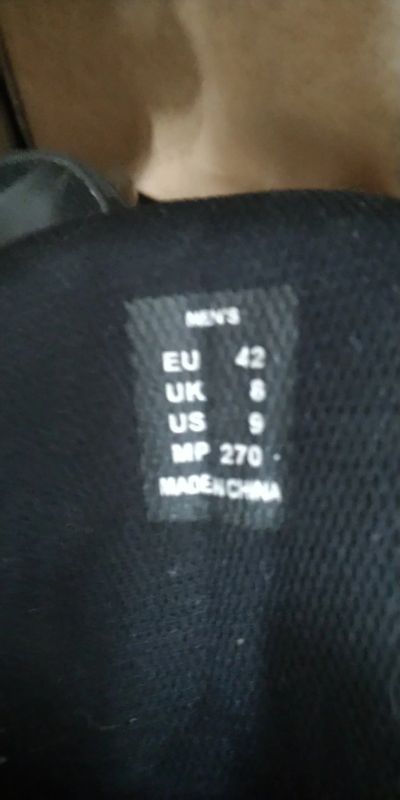 MEN'S
EU 42
UK 8
US 9
MP 270
MADE IN CHINA